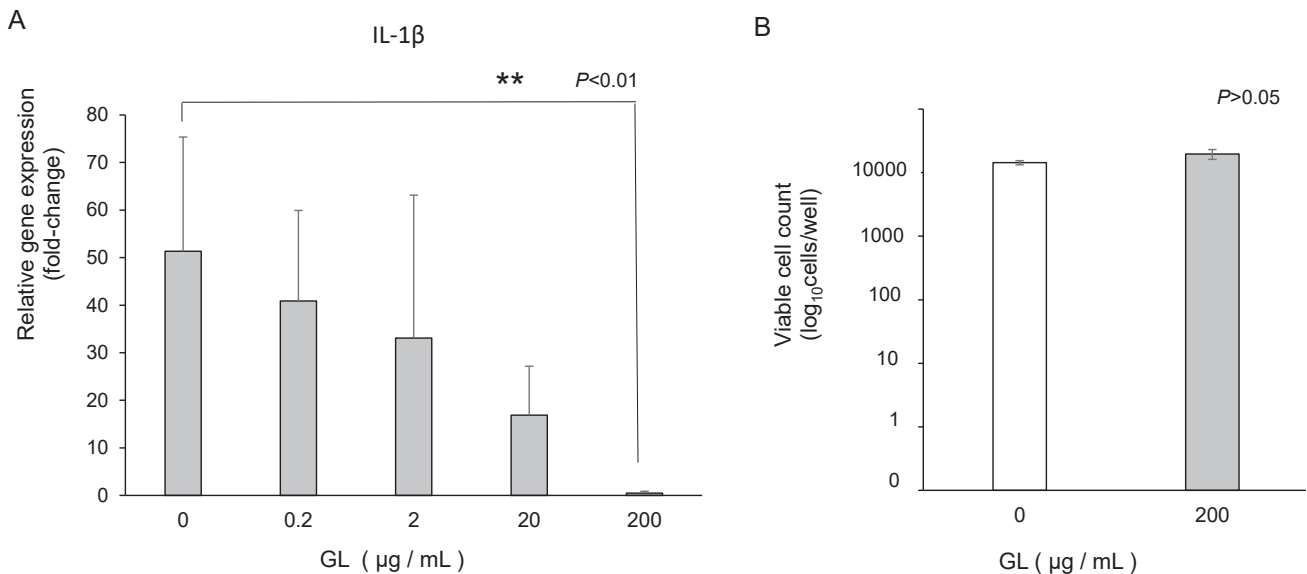 A
IL-1β
** P<0.01
Relative gene expression
(fold-change)
80
70
60
50
40
30
20
10
0
0 0.2 2 20 200
GL ( µg / mL )
B
P>0.05
Viable cell count
(log₁₀cells/well)
10000
1000
100
10
1
0
0 200
GL ( µg / mL )